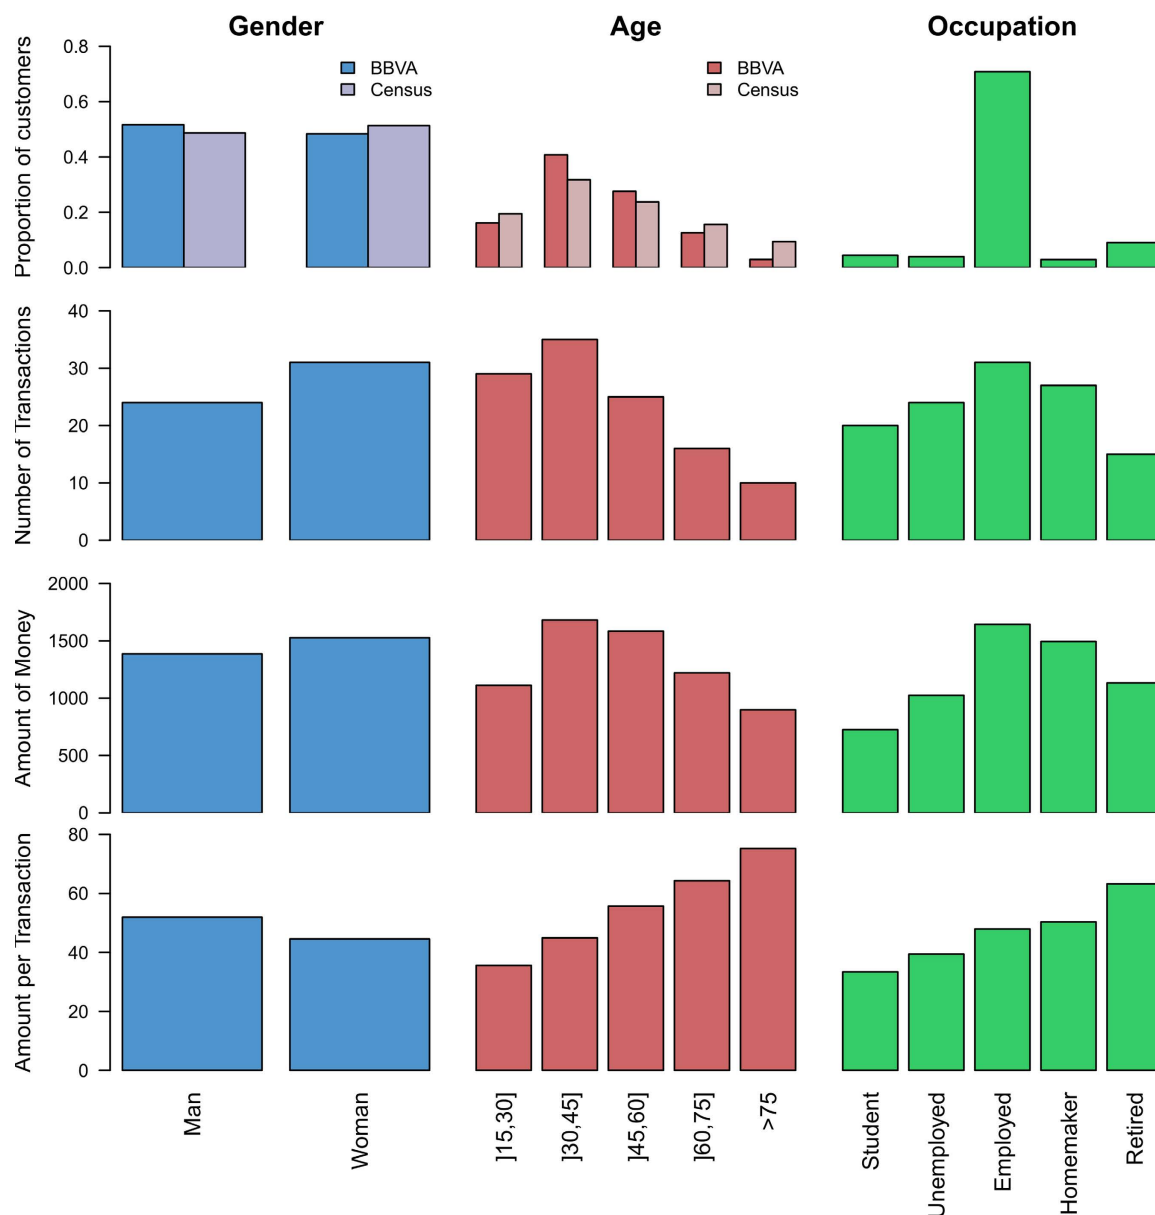 Gender
Age
Occupation
Proportion of customers
0.8
0.6
0.4
0.2
0.0
BBVA
Census
BBVA
Census
Number of Transactions
40
30
20
10
0
Amount of Money
2000
1500
1000
500
0
Amount per Transaction
80
60
40
20
0
Man
Woman
]15,30]
]30,45]
]45,60]
]60,75]
>75
Student
Unemployed
Employed
Homemaker
Retired